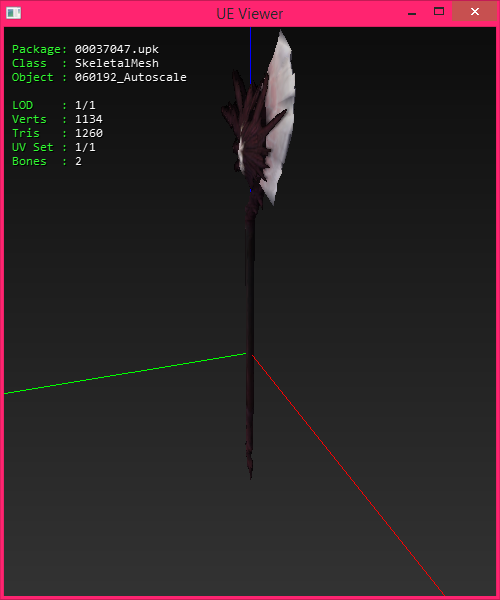 UE Viewer
Package: 00037047.upk
Class  : SkeletalMesh
Object : 060192_Autoscale
LOD    : 1/1
Verts  : 1134
Tris   : 1260
UV Set : 1/1
Bones  : 2